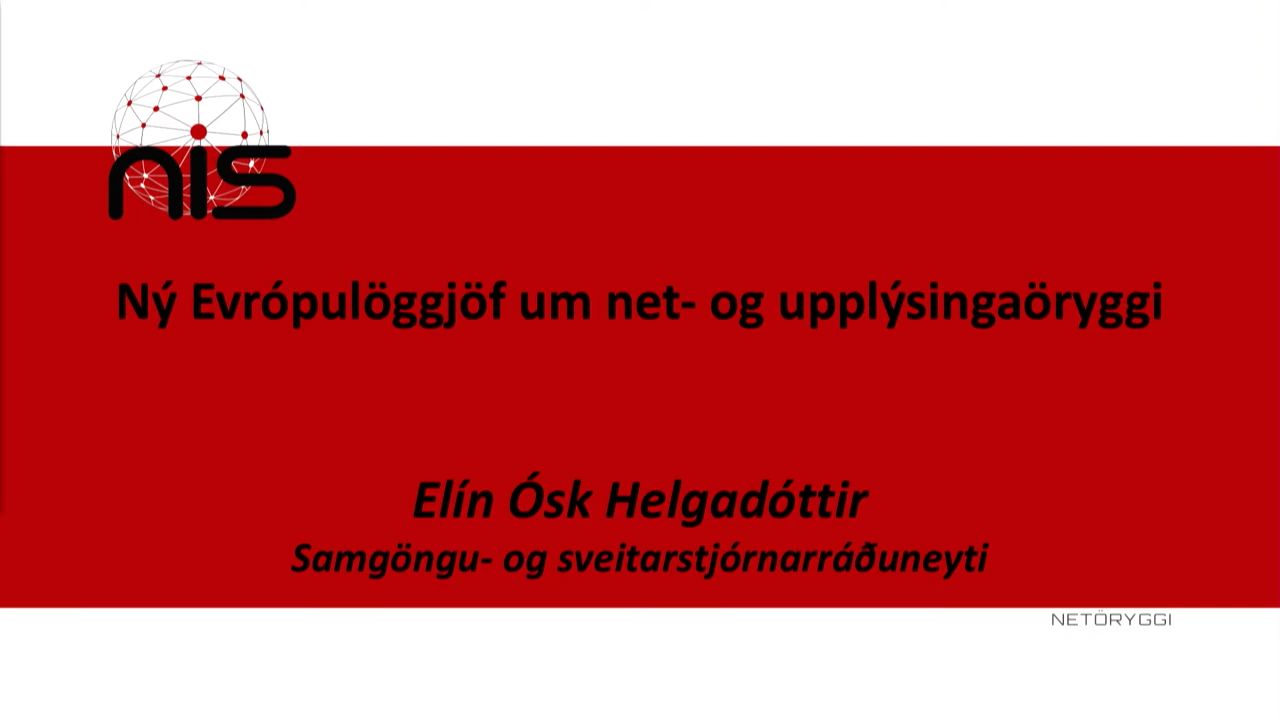 nis
Ný Evrópulöggjöf um net- og upplýsingaöryggi
Elín Ósk Helgadóttir
Samgöngu- og sveitarstjórnarráðuneyti
NETÖRYGGI